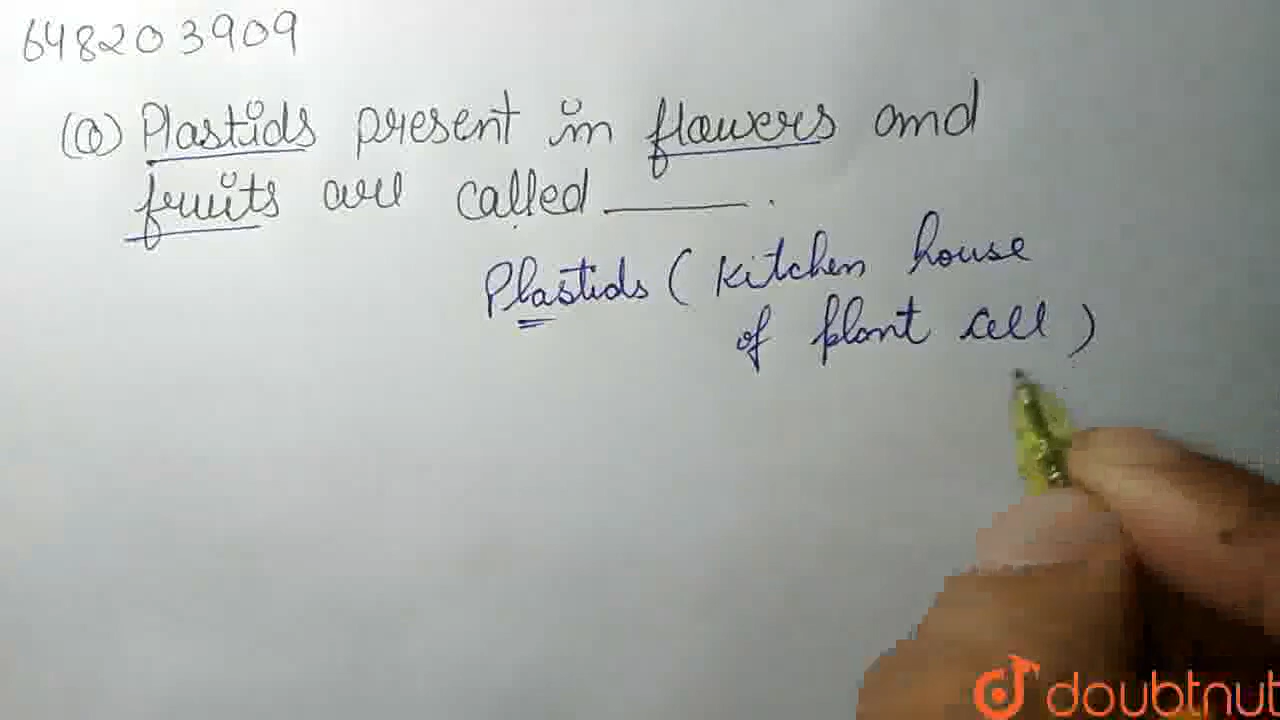 648203909
(a) Plastids present in flowers and
fruits are called ______.
Plastids (kitchen house
of plant cell)
doubtnut